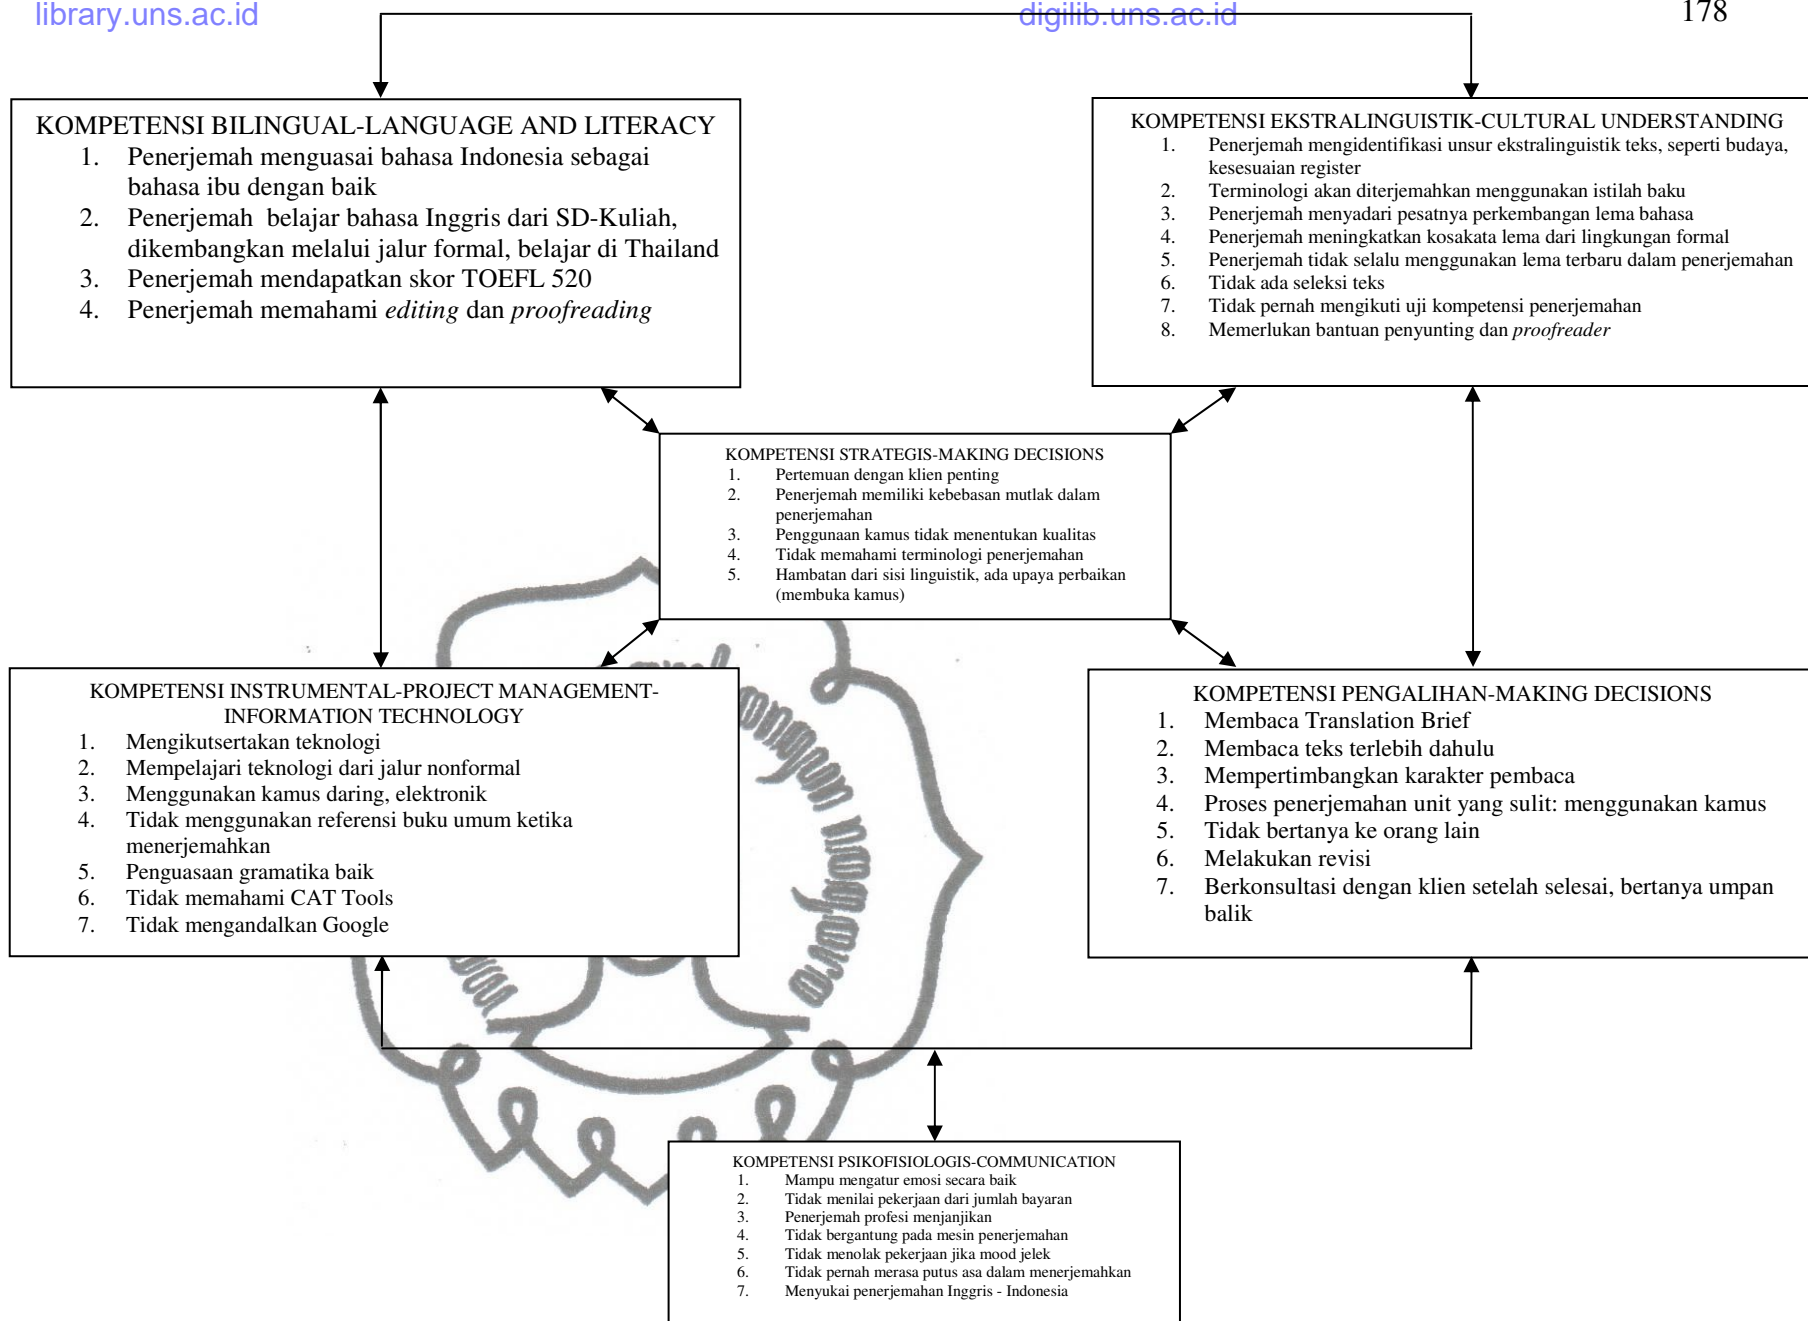 library.uns.ac.id
digilib.uns.ac.id
178
KOMPETENSI BILINGUAL-LANGUAGE AND LITERACY
1. Penerjemah menguasai bahasa Indonesia sebagai
bahasa ibu dengan baik
2. Penerjemah belajar bahasa Inggris dari SD-Kuliah,
dikembangkan melalui jalur formal, belajar di Thailand
3. Penerjemah mendapatkan skor TOEFL 520
4. Penerjemah memahami editing dan proofreading
KOMPETENSI EKSTRALINGUISTIK-CULTURAL UNDERSTANDING
1. Penerjemah mengidentifikasi unsur ekstralinguistik teks, seperti budaya,
kesesuaian register
2. Terminologi akan diterjemahkan menggunakan istilah baku
3. Penerjemah menyadari pesatnya perkembangan lema bahasa
4. Penerjemah meningkatkan kosakata lema dari lingkungan formal
5. Penerjemah tidak selalu menggunakan lema terbaru dalam penerjemahan
6. Tidak ada seleksi teks
7. Tidak pernah mengikuti uji kompetensi penerjemahan
8. Memerlukan bantuan penyunting dan proofreader
KOMPETENSI STRATEGIS-MAKING DECISIONS
1. Pertemuan dengan klien penting
2. Penerjemah memiliki kebebasan mutlak dalam
penerjemahan
3. Penggunaan kamus tidak menentukan kualitas
4. Tidak memahami terminologi penerjemahan
5. Hambatan dari sisi linguistik, ada upaya perbaikan
(membuka kamus)
KOMPETENSI INSTRUMENTAL-PROJECT MANAGEMENT-
INFORMATION TECHNOLOGY
1. Mengikutsertakan teknologi
2. Mempelajari teknologi dari jalur nonformal
3. Menggunakan kamus daring, elektronik
4. Tidak menggunakan referensi buku umum ketika
menerjemahkan
5. Penguasaan gramatika baik
6. Tidak memahami CAT Tools
7. Tidak mengandalkan Google
KOMPETENSI PENGALIHAN-MAKING DECISIONS
1. Membaca Translation Brief
2. Membaca teks terlebih dahulu
3. Mempertimbangkan karakter pembaca
4. Proses penerjemahan unit yang sulit: menggunakan kamus
5. Tidak bertanya ke orang lain
6. Melakukan revisi
7. Berkonsultasi dengan klien setelah selesai, bertanya umpan
balik
KOMPETENSI PSIKOFISIOLOGIS-COMMUNICATION
1. Mampu mengatur emosi secara baik
2. Tidak menilai pekerjaan dari jumlah bayaran
3. Penerjemah profesi menjanjikan
4. Tidak bergantung pada mesin penerjemahan
5. Tidak menolak pekerjaan jika mood jelek
6. Tidak pernah merasa putus asa dalam menerjemahkan
7. Menyukai penerjemahan Inggris - Indonesia